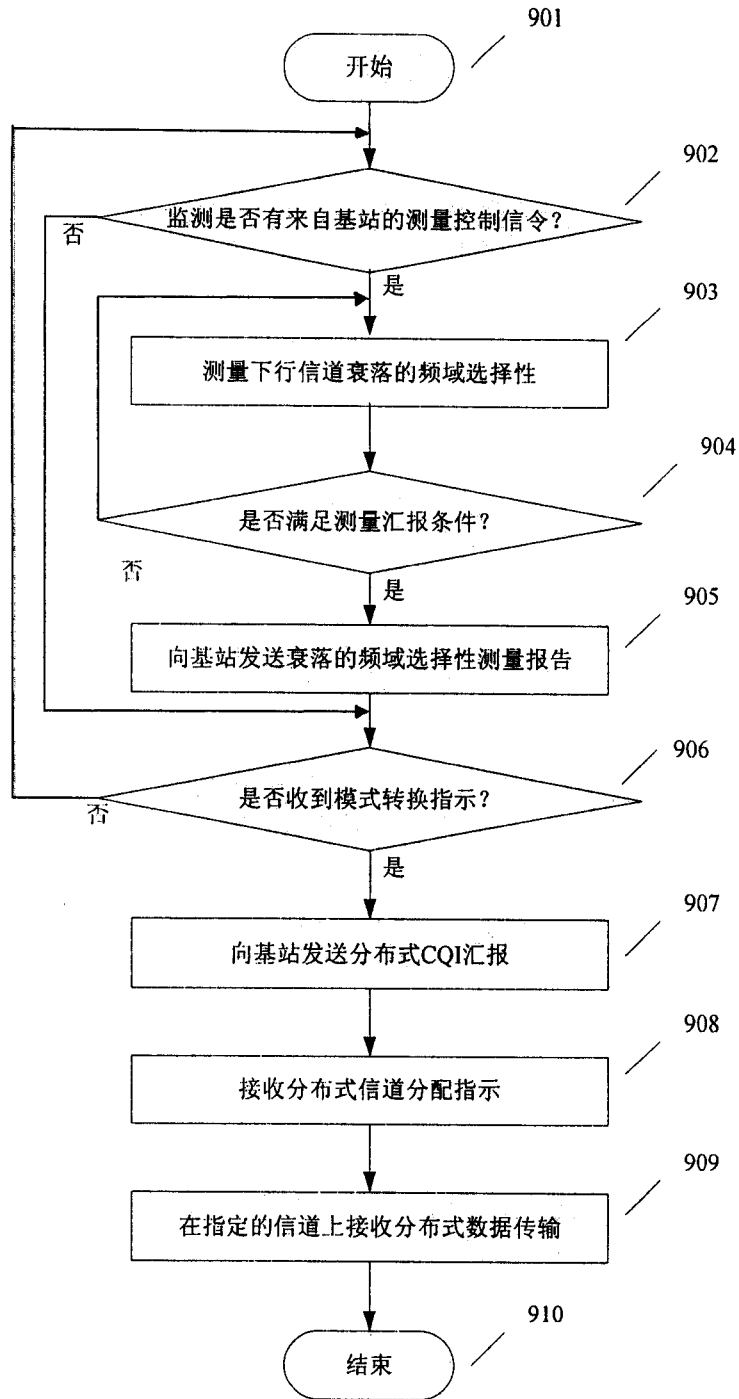 901
开始
902
监测是否有来自基站的测量控制信令？
否
是
903
测量下行信道衰落的频域选择性
904
是否满足测量汇报条件？
否
是
905
向基站发送衰落的频域选择性测量报告
906
是否收到模式转换指示？
否
是
907
向基站发送分布式CQI汇报
908
接收分布式信道分配指示
909
在指定的信道上接收分布式数据传输
910
结束